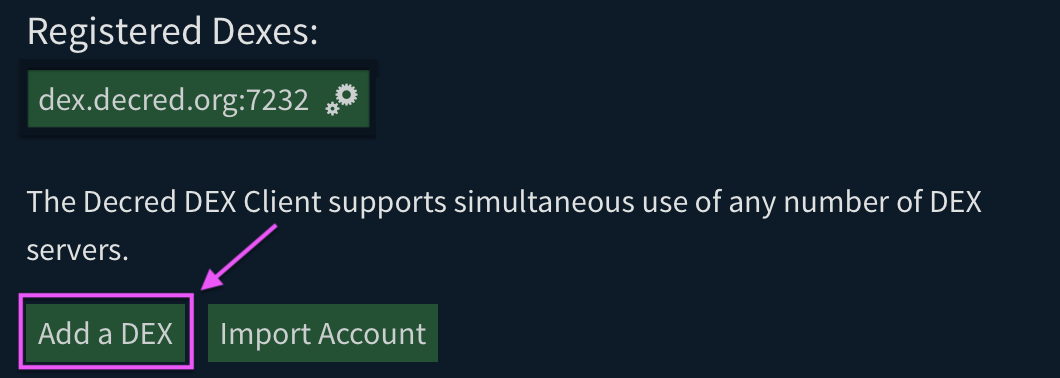 Registered Dexes:
dex.decred.org:7232
The Decred DEX Client supports simultaneous use of any number of DEX
servers.
Add a DEX
Import Account